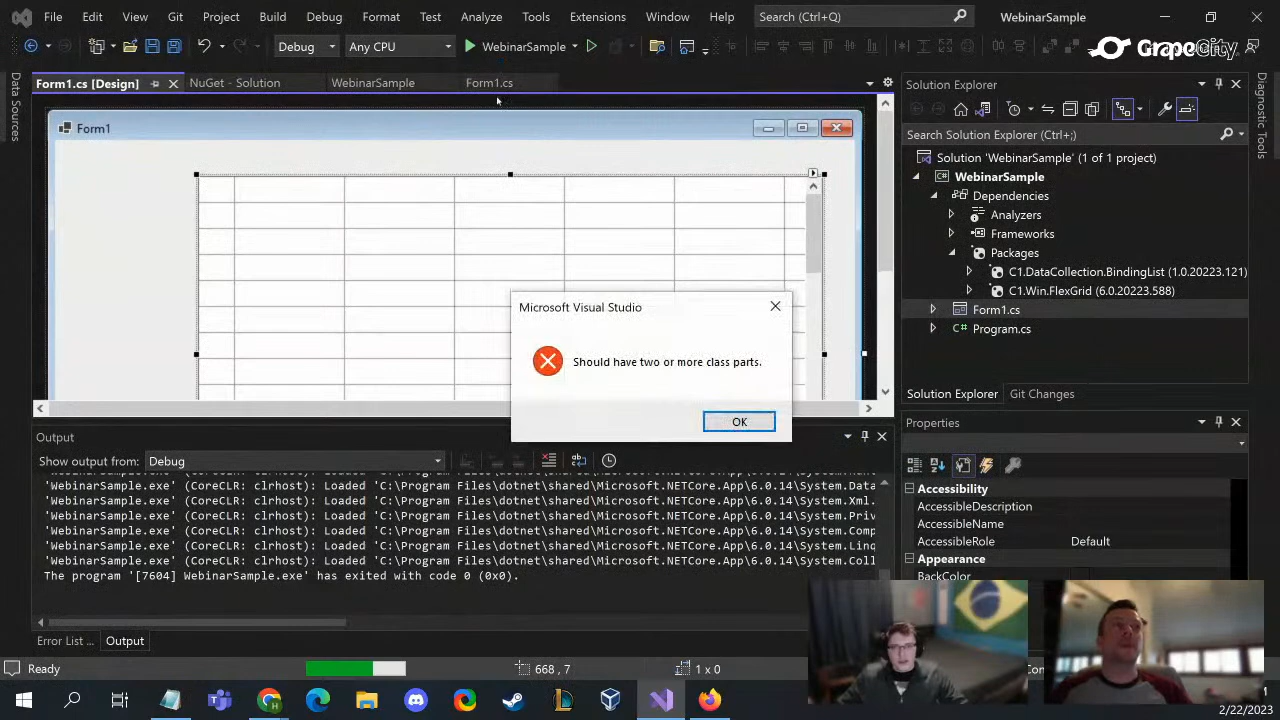 File Edit View Git Project Build Debug Format Test Analyze Tools Extensions Window Help Search (Ctrl+Q) WebinarSample
Debug Any CPU WebinarSample
GrapeCity
Data Sources
Form1.cs [Design] NuGet - Solution WebinarSample Form1.cs
Form1
Microsoft Visual Studio
Should have two or more class parts.
OK
Output
Show output from: Debug
'WebinarSample.exe' (CoreCLR: clrhost): Loaded 'C:\Program Files\dotnet\shared\Microsoft.NETCore.App\6.0.14\System.Data
'WebinarSample.exe' (CoreCLR: clrhost): Loaded 'C:\Program Files\dotnet\shared\Microsoft.NETCore.App\6.0.14\System.Xml.
'WebinarSample.exe' (CoreCLR: clrhost): Loaded 'C:\Program Files\dotnet\shared\Microsoft.NETCore.App\6.0.14\System.Priv
'WebinarSample.exe' (CoreCLR: clrhost): Loaded 'C:\Program Files\dotnet\shared\Microsoft.NETCore.App\6.0.14\System.Comp
'WebinarSample.exe' (CoreCLR: clrhost): Loaded 'C:\Program Files\dotnet\shared\Microsoft.NETCore.App\6.0.14\System.Linq
'WebinarSample.exe' (CoreCLR: clrhost): Loaded 'C:\Program Files\dotnet\shared\Microsoft.NETCore.App\6.0.14\System.Coll
The program '[7604] WebinarSample.exe' has exited with code 0 (0x0).
Error List ... Output
Solution Explorer
Search Solution Explorer (Ctrl+;)
Solution 'WebinarSample' (1 of 1 project)
WebinarSample
Dependencies
Analyzers
Frameworks
Packages
C1.DataCollection.BindingList (1.0.20223.121)
C1.Win.FlexGrid (6.0.20223.588)
Form1.cs
Program.cs
Solution Explorer Git Changes
Properties
Accessibility
AccessibleDescription
AccessibleName
AccessibleRole Default
Appearance
BackColor
Diagnostic Tools
Ready 668 , 7 1 x 0
2/22/2023